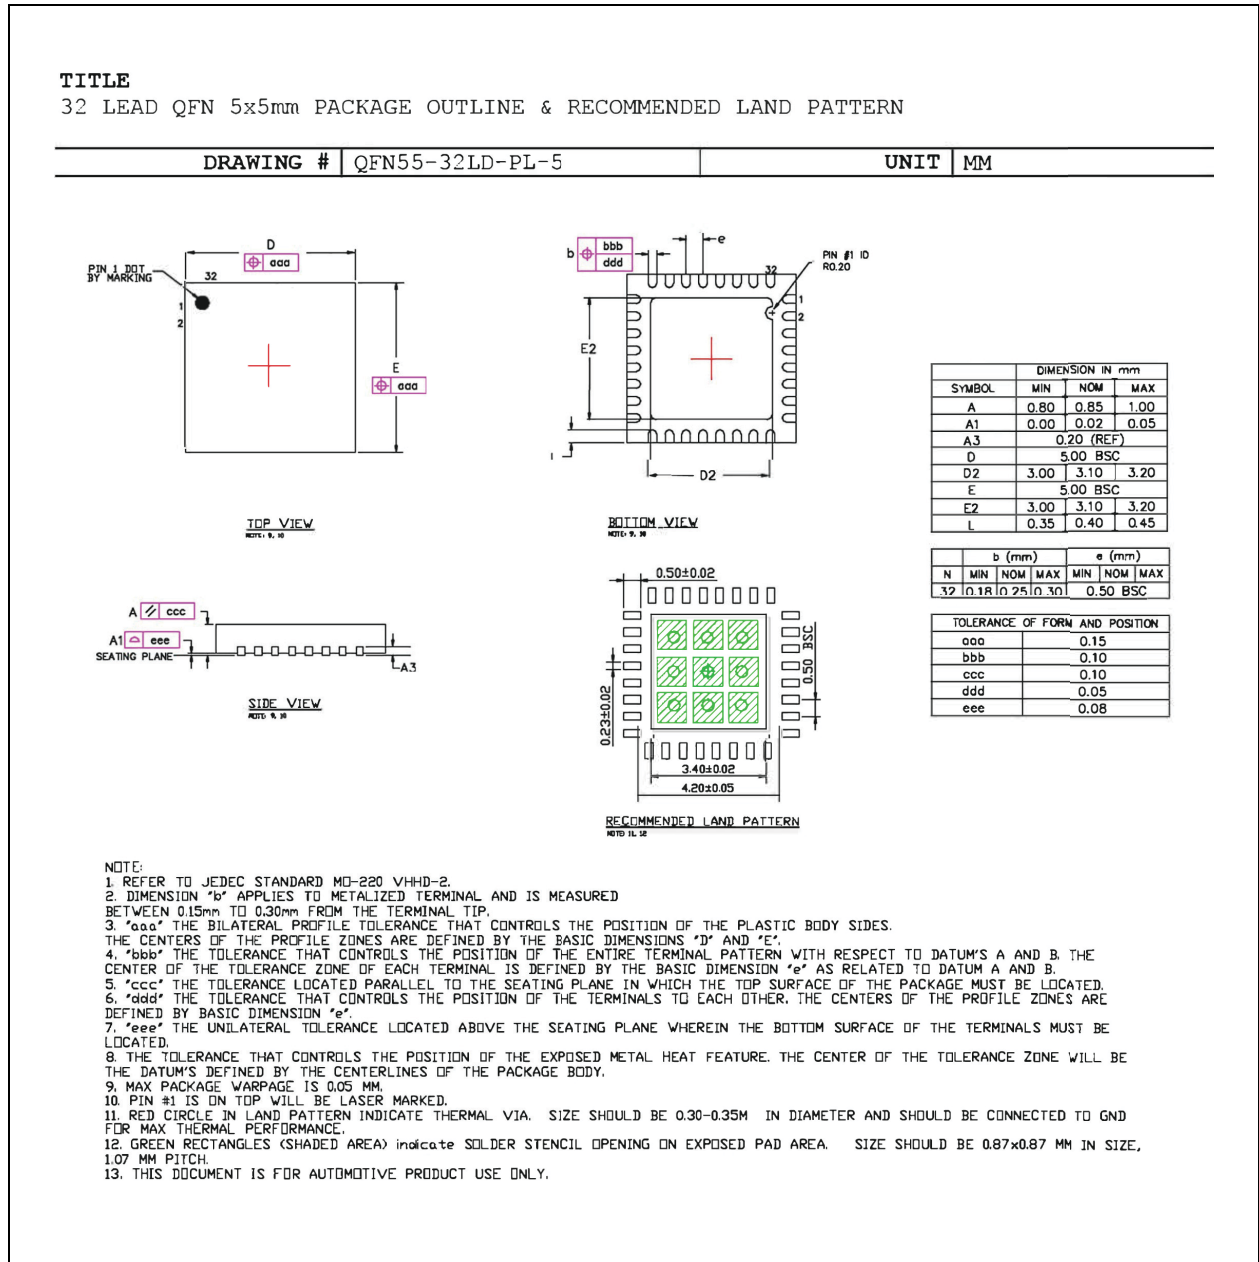 TITLE
32 LEAD QFN 5x5mm PACKAGE OUTLINE & RECOMMENDED LAND PATTERN
DRAWING # QFN55-32LD-PL-5 UNIT MM
D
aaa
PIN 1 DOT
BY MARKING
32
1
2
E
aaa
TOP VIEW
NOTE: 9, 10
b
bbb
ddd
e
32
PIN #1 ID
R0.20
1
2
E2
D2
BOTTOM VIEW
NOTE: 9, 10
A // ccc
A1 eee
SEATING PLANE
A3
SIDE VIEW
NOTE: 9, 10
0.50±0.02
0.50 BSC
0.23±0.02
3.40±0.02
4.20±0.05
RECOMMENDED LAND PATTERN
NOTE: 11, 12
DIMENSION IN mm
SYMBOL MIN NOM MAX
A 0.80 0.85 1.00
A1 0.00 0.02 0.05
A3 0.20 (REF)
D 5.00 BSC
D2 3.00 3.10 3.20
E 5.00 BSC
E2 3.00 3.10 3.20
L 0.35 0.40 0.45
b (mm) e (mm)
N MIN NOM MAX MIN NOM MAX
32 0.18 0.25 0.30 0.50 BSC
TOLERANCE OF FORM AND POSITION
aaa 0.15
bbb 0.10
ccc 0.10
ddd 0.05
eee 0.08
NOTE:
1. REFER TO JEDEC STANDARD MO-220 VHHD-2.
2. DIMENSION "b" APPLIES TO METALIZED TERMINAL AND IS MEASURED
BETWEEN 0.15mm TO 0.30mm FROM THE TERMINAL TIP.
3. "aaa" THE BILATERAL PROFILE TOLERANCE THAT CONTROLS THE POSITION OF THE PLASTIC BODY SIDES.
THE CENTERS OF THE PROFILE ZONES ARE DEFINED BY THE BASIC DIMENSIONS "D" AND "E".
4. "bbb" THE TOLERANCE THAT CONTROLS THE POSITION OF THE ENTIRE TERMINAL PATTERN WITH RESPECT TO DATUM'S A AND B. THE
CENTER OF THE TOLERANCE ZONE OF EACH TERMINAL IS DEFINED BY THE BASIC DIMENSION "e" AS RELATED TO DATUM A AND B.
5. "ccc" THE TOLERANCE LOCATED PARALLEL TO THE SEATING PLANE IN WHICH THE TOP SURFACE OF THE PACKAGE MUST BE LOCATED.
6. "ddd" THE TOLERANCE THAT CONTROLS THE POSITION OF THE TERMINALS TO EACH OTHER. THE CENTERS OF THE PROFILE ZONES ARE
DEFINED BY BASIC DIMENSION "e".
7. "eee" THE UNILATERAL TOLERANCE LOCATED ABOVE THE SEATING PLANE WHEREIN THE BOTTOM SURFACE OF THE TERMINALS MUST BE
LOCATED.
8. THE TOLERANCE THAT CONTROLS THE POSITION OF THE EXPOSED METAL HEAT FEATURE. THE CENTER OF THE TOLERANCE ZONE WILL BE
THE DATUM'S DEFINED BY THE CENTERLINES OF THE PACKAGE BODY.
9. MAX PACKAGE WARPAGE IS 0.05 MM.
10. PIN #1 IS ON TOP WILL BE LASER MARKED.
11. RED CIRCLE IN LAND PATTERN INDICATE THERMAL VIA. SIZE SHOULD BE 0.30-0.35M IN DIAMETER AND SHOULD BE CONNECTED TO GND
FOR MAX THERMAL PERFORMANCE.
12. GREEN RECTANGLES (SHADED AREA) indicate SOLDER STENCIL OPENING ON EXPOSED PAD AREA. SIZE SHOULD BE 0.87x0.87 MM IN SIZE,
1.07 MM PITCH.
13. THIS DOCUMENT IS FOR AUTOMOTIVE PRODUCT USE ONLY.